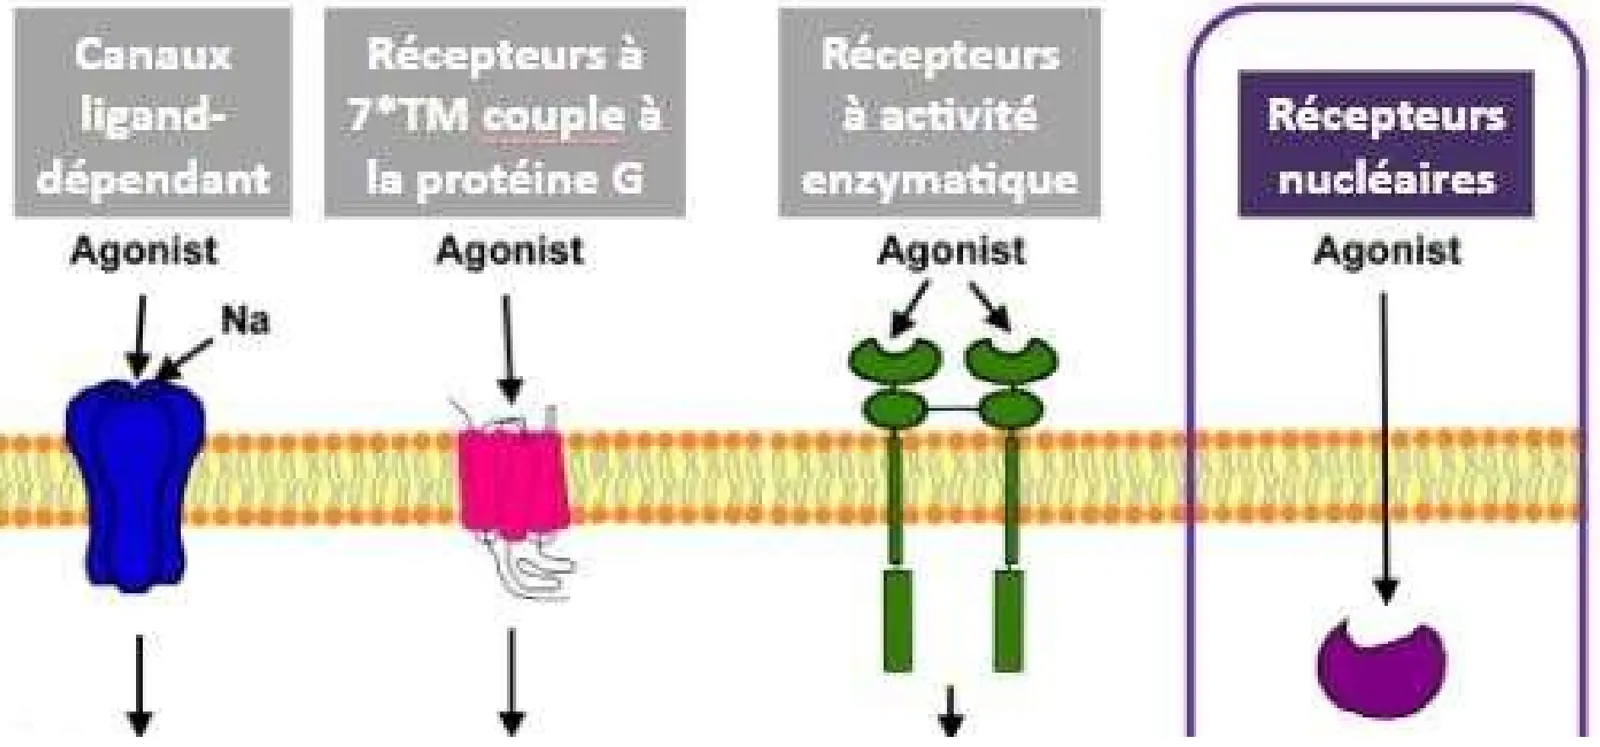 Canaux
ligand-
dépendant
Récepteurs à
7*TM couple à
la protéine G
Récepteurs
à activité
enzymatique
Récepteurs
nucléaires
Agonist
Agonist
Agonist
Agonist
Na